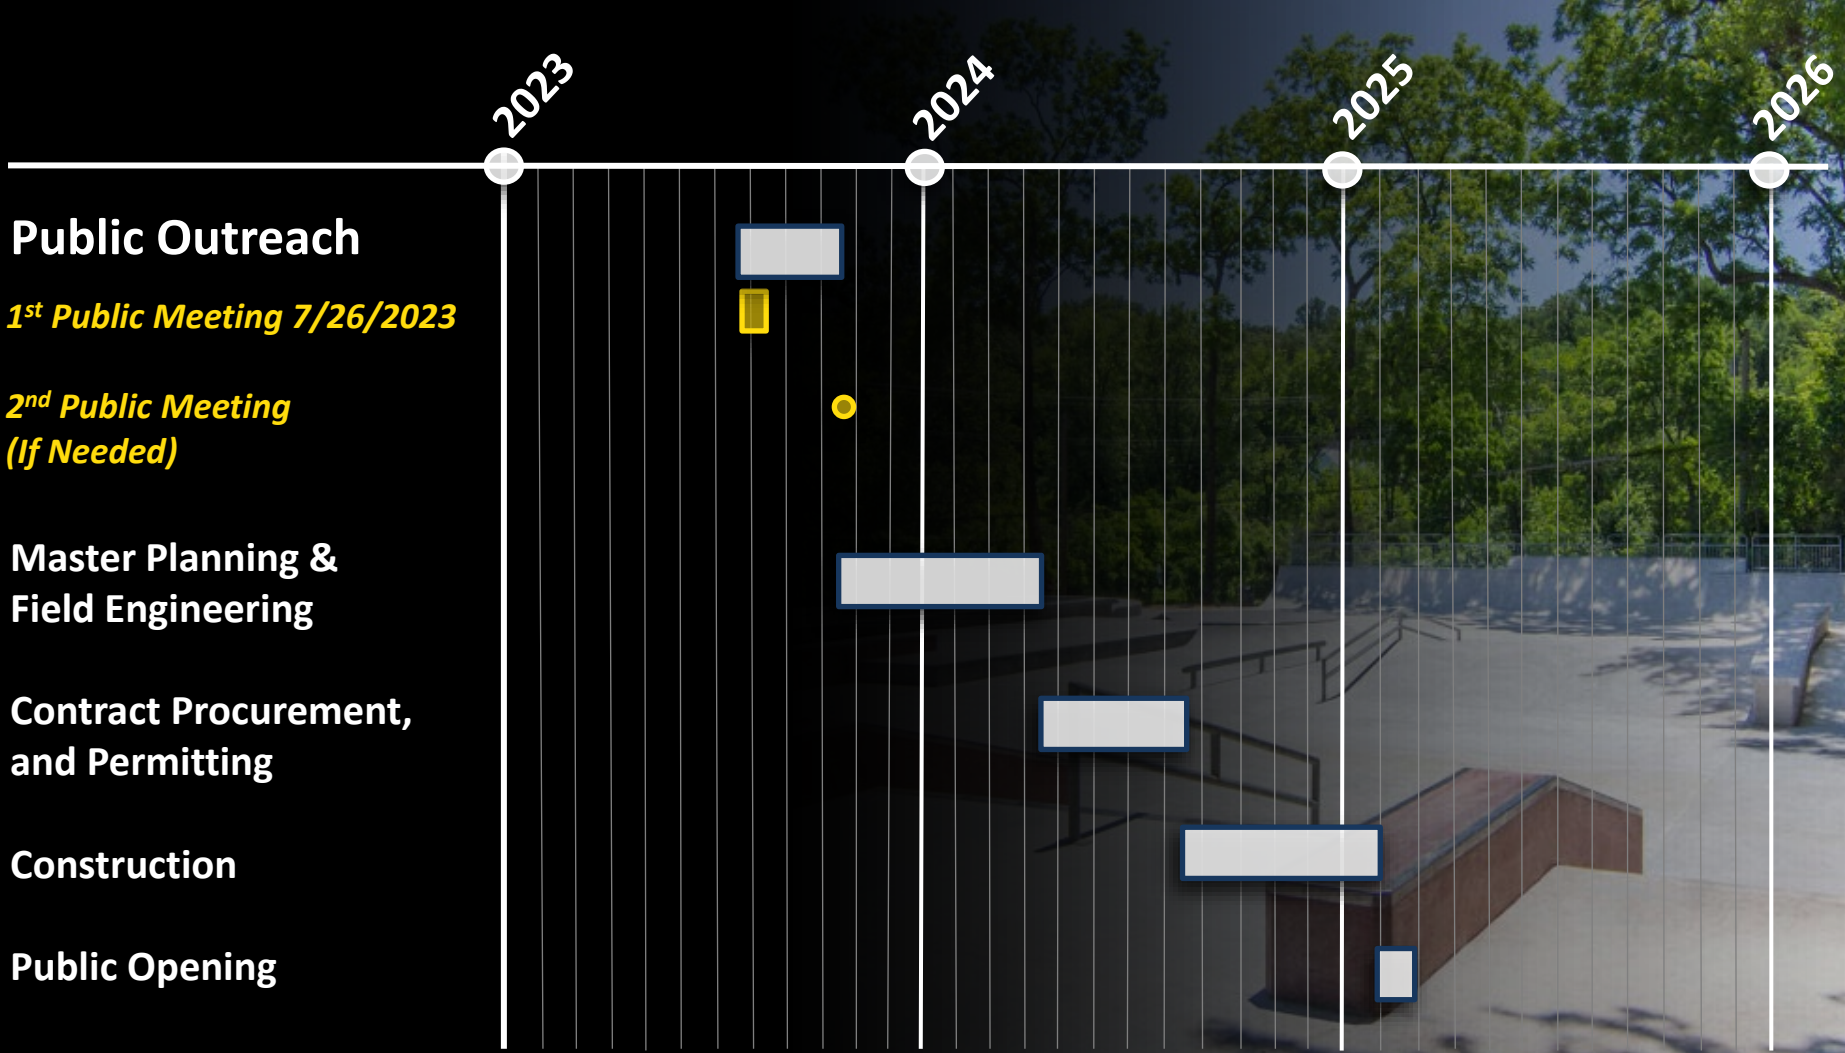 2023
2024
2025
2026
Public Outreach
1st Public Meeting 7/26/2023
2nd Public Meeting
(If Needed)
Master Planning &
Field Engineering
Contract Procurement,
and Permitting
Construction
Public Opening